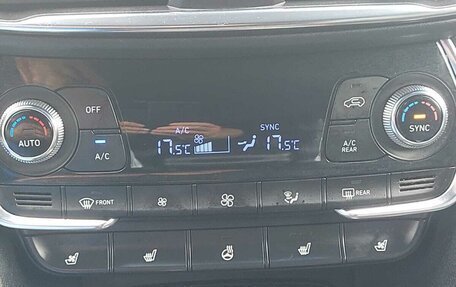 OFF
A/C
SYNC
17.5°C
17.5°C
AUTO
A/C
A/C
REAR
SYNC
FRONT
REAR